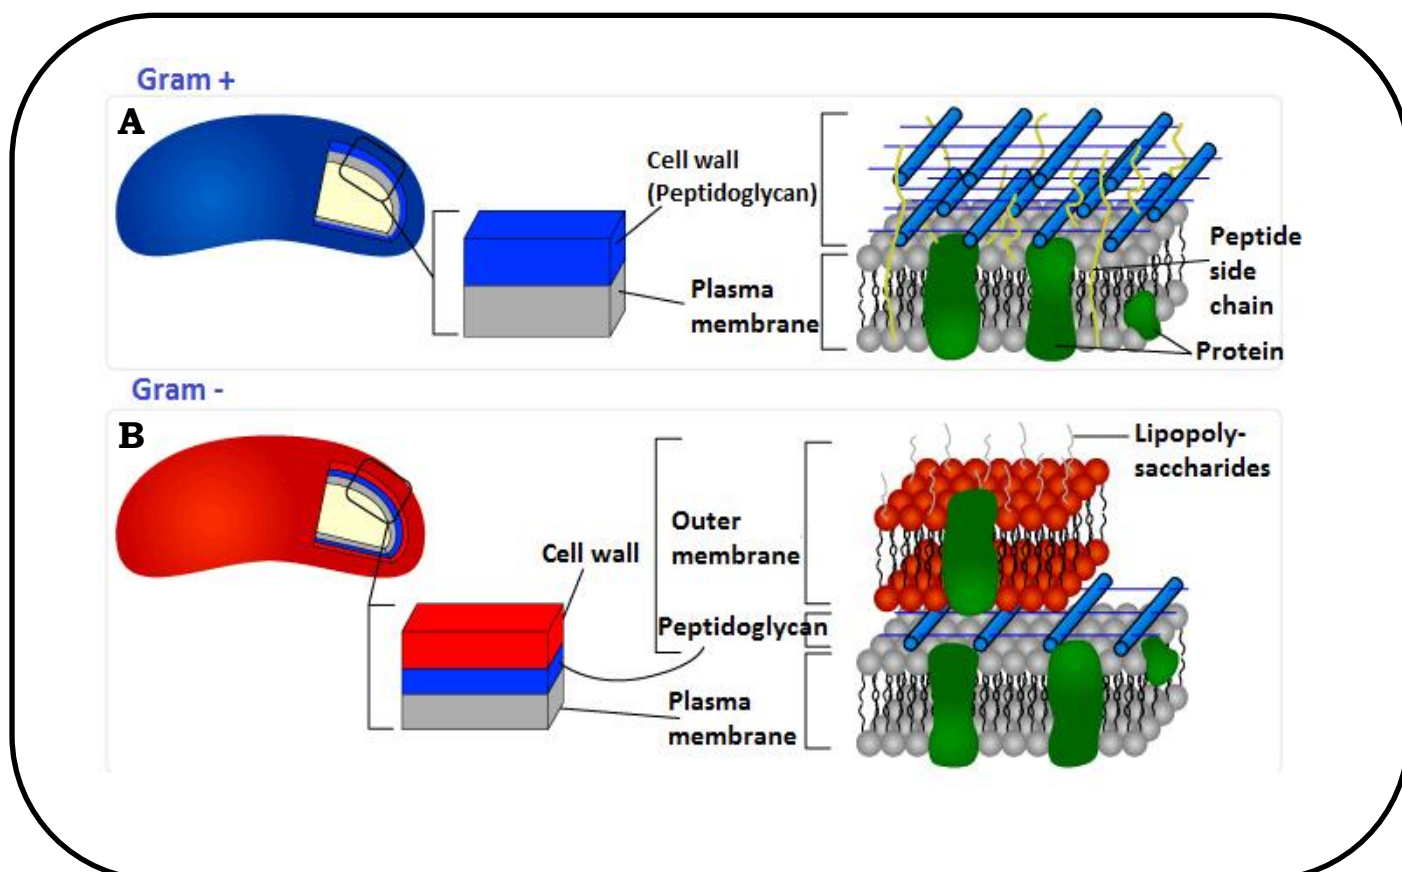 Gram +
A
Cell wall
(Peptidoglycan)
Plasma
membrane
Peptide
side
chain
Protein
Gram -
B
Lipopoly-
saccharides
Outer
membrane
Cell wall
Peptidoglycan
Plasma
membrane